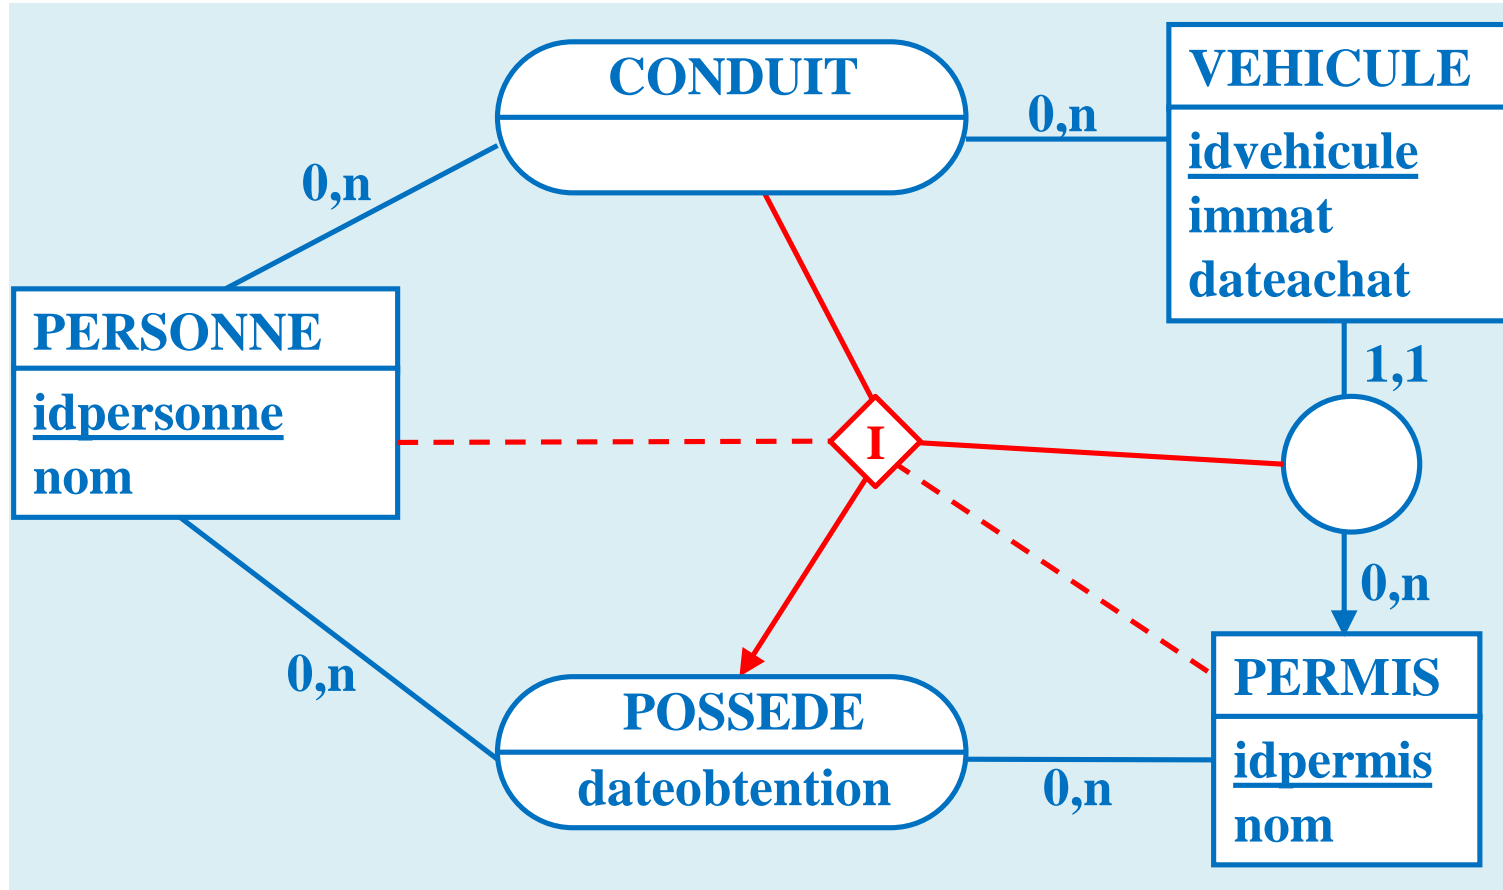 CONDUIT
VEHICULE
idvehicule
immat
dateachat
0,n
0,n
PERSONNE
idpersonne
nom
I
1,1
0,n
0,n
POSSEDE
dateobtention
0,n
PERMIS
idpermis
nom